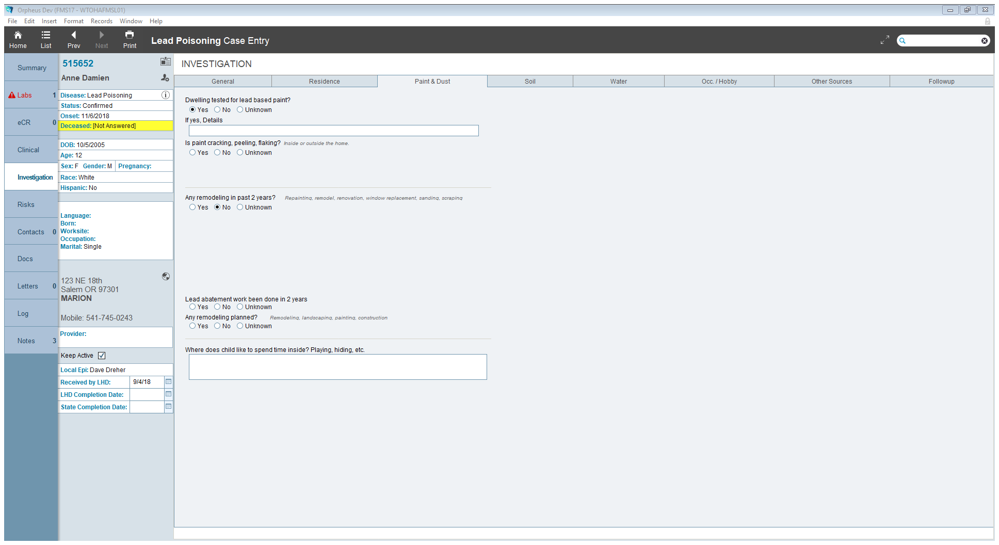 Orpheus Dev (FMS17 - WTOHAFMSL01)
File Edit Insert Format Records Window Help
Home List Prev Next Print Lead Poisoning Case Entry
Summary
Labs 1
eCR 0
Clinical
Investigation
Risks
Contacts 0
Docs
Letters 0
Log
Notes 3
515652
Anne Damien
Disease: Lead Poisoning
Status: Confirmed
Onset: 11/6/2018
Deceased: [Not Answered]
DOB: 10/5/2005
Age: 12
Sex: F Gender: M Pregnancy:
Race: White
Hispanic: No
Language:
Born:
Worksite:
Occupation:
Marital: Single
123 NE 18th
Salem OR 97301
MARION
Mobile: 541-745-0243
Provider:
Keep Active
Local Epi: Dave Dreher
Received by LHD: 9/4/18
LHD Completion Date:
State Completion Date:
INVESTIGATION
General Residence Paint & Dust Soil Water Occ. / Hobby Other Sources Followup
Dwelling tested for lead based paint?
Yes No Unknown
If yes, Details
Is paint cracking, peeling, flaking? Inside or outside the home.
Yes No Unknown
Any remodeling in past 2 years? Repainting, remodel, renovation, window replacement, sanding, scraping
Yes No Unknown
Lead abatement work been done in 2 years
Yes No Unknown
Any remodeling planned? Remodeling, landscaping, painting, construction
Yes No Unknown
Where does child like to spend time inside? Playing, hiding, etc.